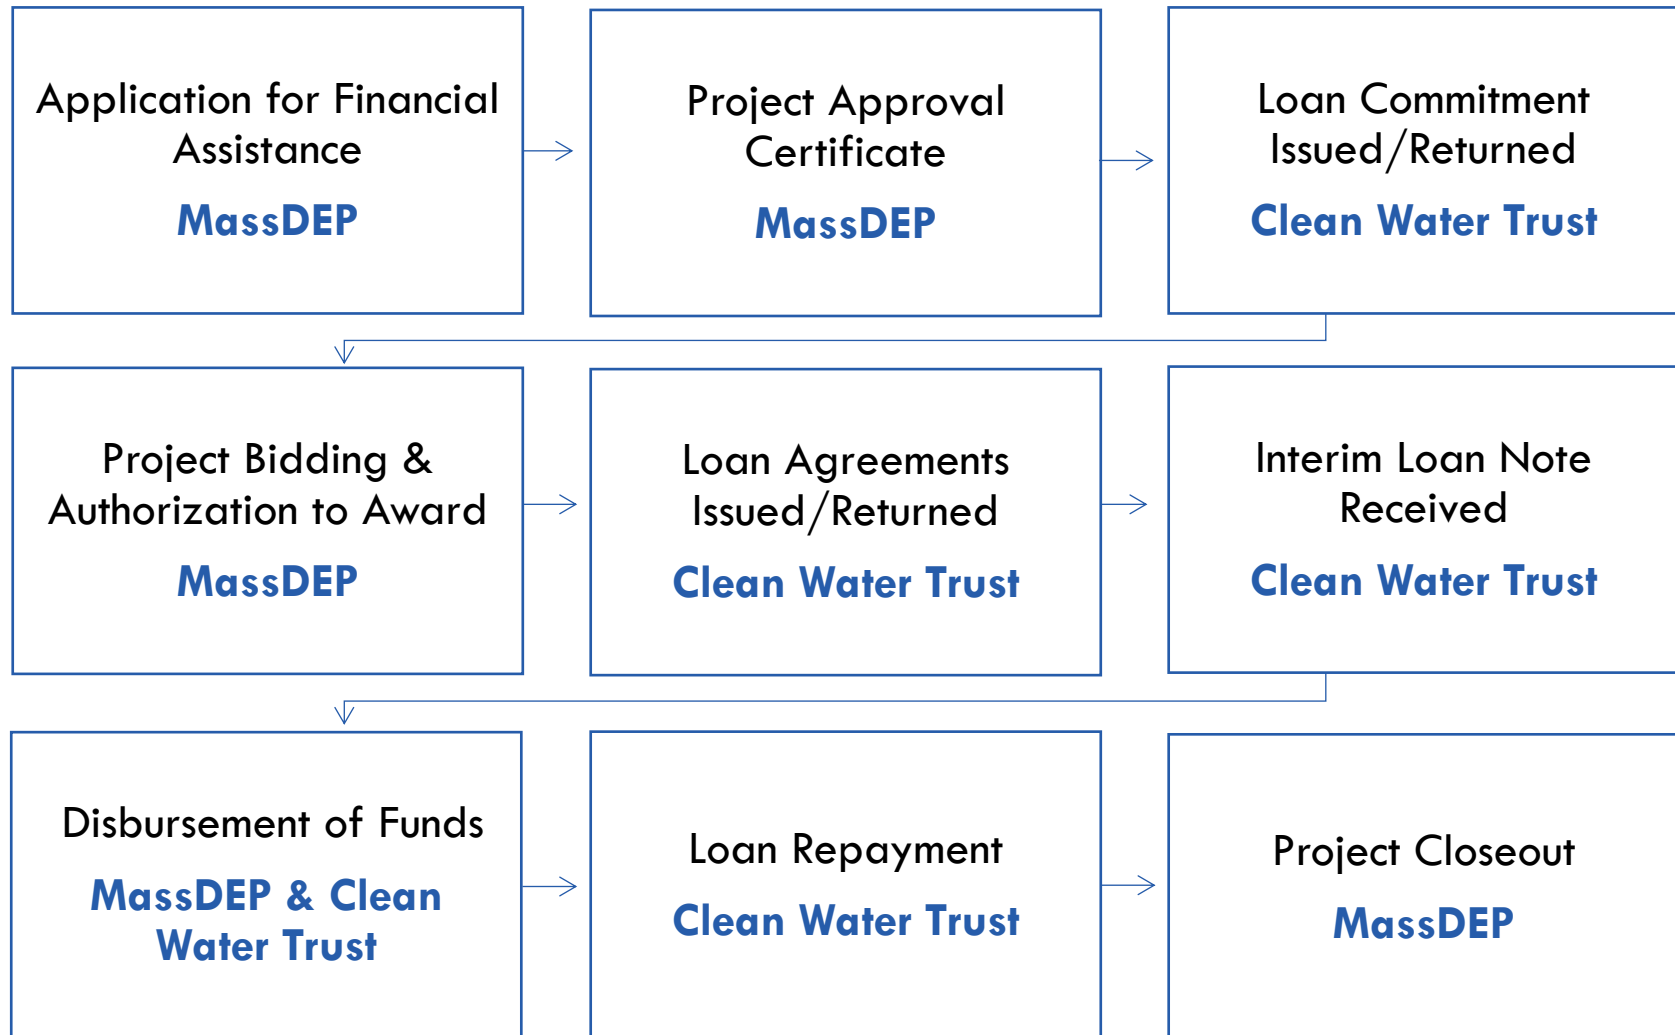 Application for Financial
Assistance
MassDEP
Project Approval
Certificate
MassDEP
Loan Commitment
Issued/Returned
Clean Water Trust
Project Bidding &
Authorization to Award
MassDEP
Loan Agreements
Issued/Returned
Clean Water Trust
Interim Loan Note
Received
Clean Water Trust
Disbursement of Funds
MassDEP & Clean
Water Trust
Loan Repayment
Clean Water Trust
Project Closeout
MassDEP